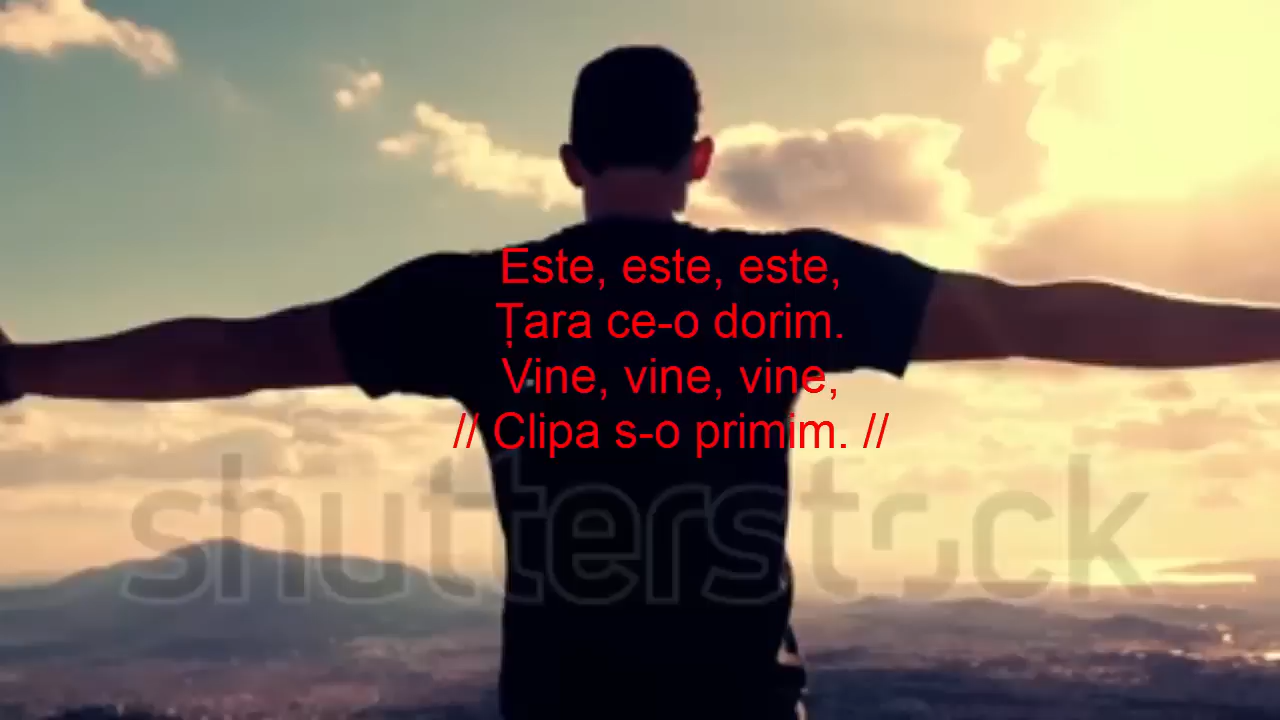 Este, este, este,
Țara ce-o dorim.
Vine, vine, vine,
// Clipa s-o primim. //
shutterstock